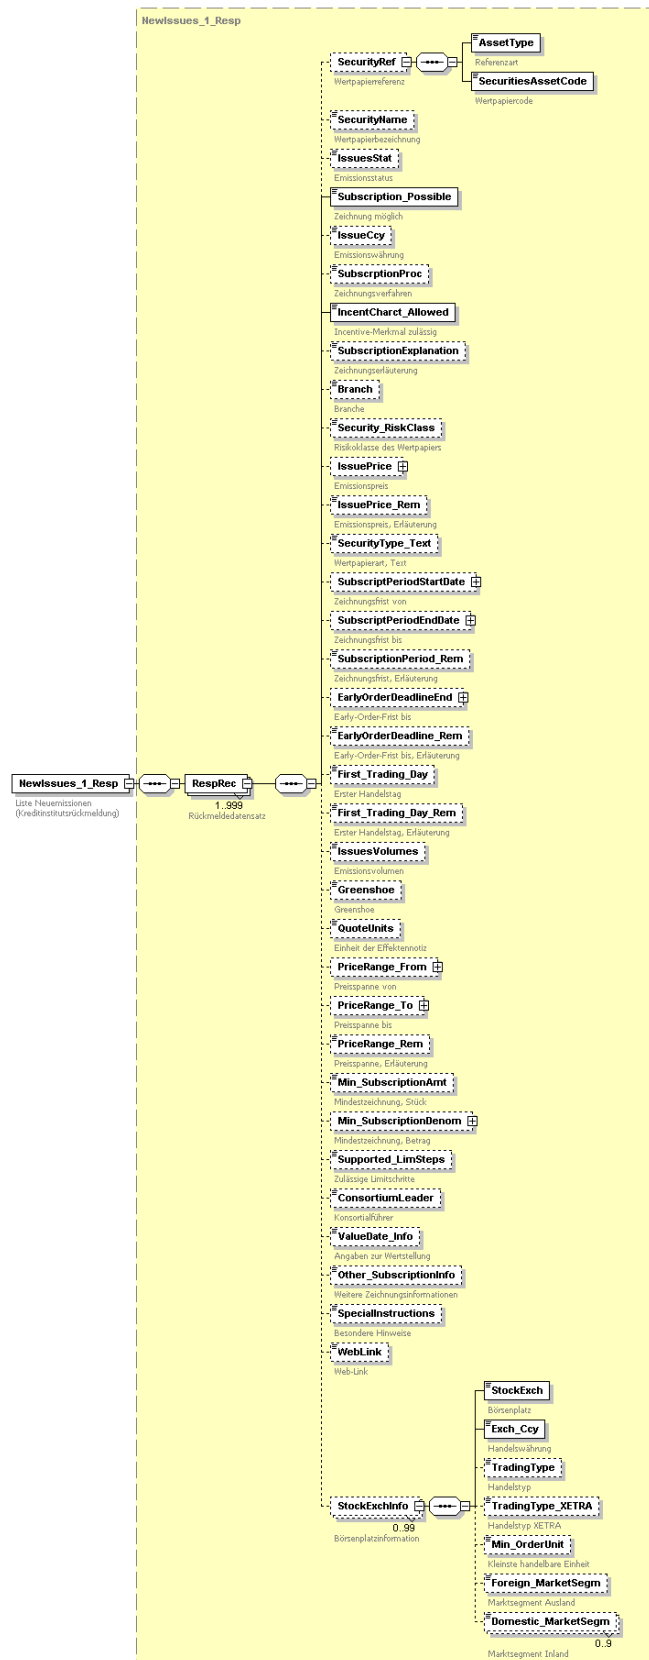 NewIssues_1_Resp
AssetType
Referenzart
SecurityRef
Wertpapierreferenz
SecuritiesAssetCode
Wertpapiercode
SecurityName
Wertpapierbezeichnung
IssuesStat
Emissionsstatus
Subscription_Possible
Zeichnung möglich
IssueCcy
Emissionswährung
SubscrptionProc
Zeichnungsverfahren
IncentCharct_Allowed
Incentive-Merkmal zulässig
SubscriptionExplanation
Zeichnungserläuterung
Branch
Branche
Security_RiskClass
Risikoklasse des Wertpapiers
IssuePrice
Emissionspreis
IssuePrice_Rem
Emissionspreis, Erläuterung
SecurityType_Text
Wertpapierart, Text
SubscriptPeriodStartDate
Zeichnungsfrist von
SubscriptPeriodEndDate
Zeichnungsfrist bis
SubscriptionPeriod_Rem
Zeichnungsfrist, Erläuterung
EarlyOrderDeadlineEnd
Early-Order-Frist bis
EarlyOrderDeadline_Rem
Early-Order-Frist bis, Erläuterung
NewIssues_1_Resp
Liste Neuemissionen
(Kreditinstitutsrückmeldung)
RespRec
1..999
Rückmeldedatensatz
First_Trading_Day
Erster Handelstag
First_Trading_Day_Rem
Erster Handelstag, Erläuterung
IssuesVolumes
Emissionsvolumen
Greenshoe
Greenshoe
QuoteUnits
Einheit der Effektennotiz
PriceRange_From
Preisspanne von
PriceRange_To
Preisspanne bis
PriceRange_Rem
Preisspanne, Erläuterung
Min_SubscriptionAmt
Mindestzeichnung, Stück
Min_SubscriptionDenom
Mindestzeichnung, Betrag
Supported_LimSteps
Zulässige Limitschritte
ConsortiumLeader
Konsortialführer
ValueDate_Info
Angaben zur Wertstellung
Other_SubscriptionInfo
Weitere Zeichnungsinformationen
SpecialInstructions
Besondere Hinweise
WebLink
Web-Link
StockExchInfo
0..99
Börsenplatzinformation
StockExch
Börsenplatz
Exch_Ccy
Handelswährung
TradingType
Handelstyp
TradingType_XETRA
Handelstyp XETRA
Min_OrderUnit
Kleinste handelbare Einheit
Foreign_MarketSegm
Marktsegment Ausland
Domestic_MarketSegm
0..9
Marktsegment Inland